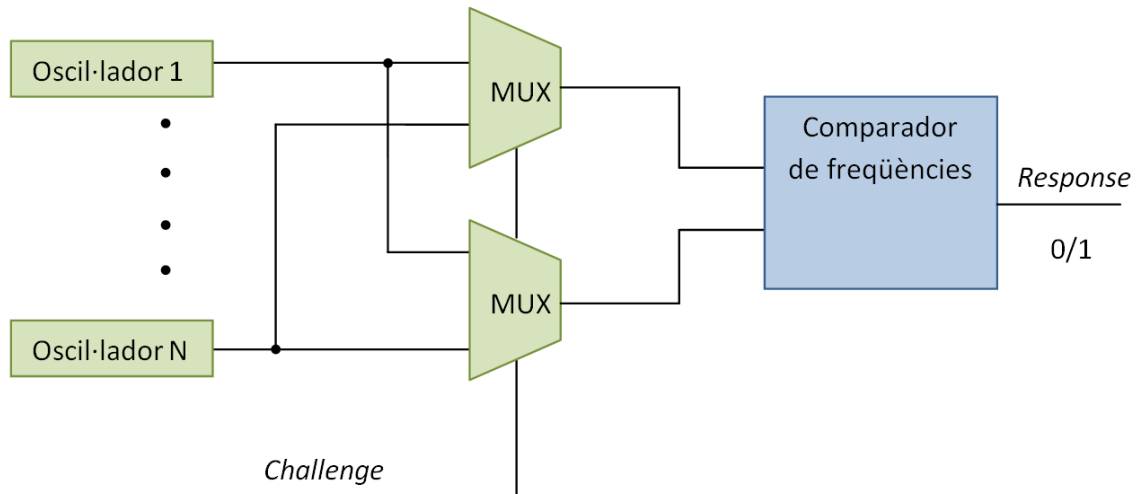 Oscil·lador 1
MUX
Comparador
de freqüències
Response
0/1
MUX
Oscil·lador N
Challenge